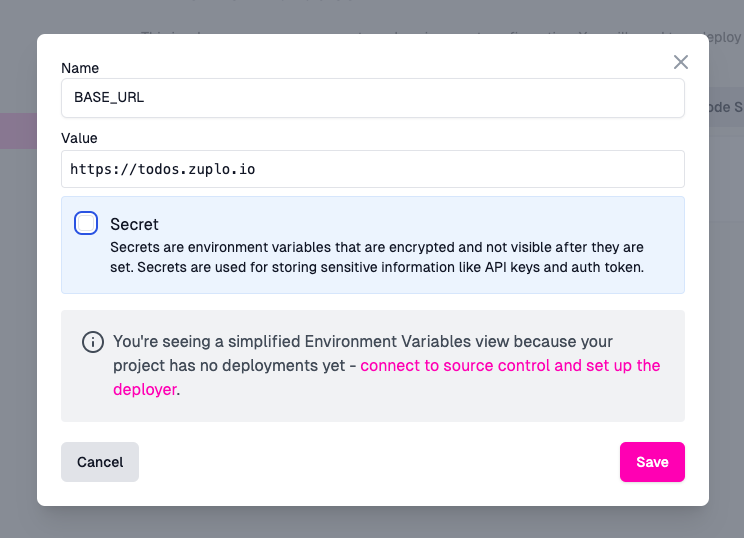 deploy
Name
BASE_URL
ode S
Value
https://todos.zuplo.io
Secret
Secrets are environment variables that are encrypted and not visible after they are
set. Secrets are used for storing sensitive information like API keys and auth token.
You're seeing a simplified Environment Variables view because your
project has no deployments yet - connect to source control and set up the
deployer.
Cancel
Save